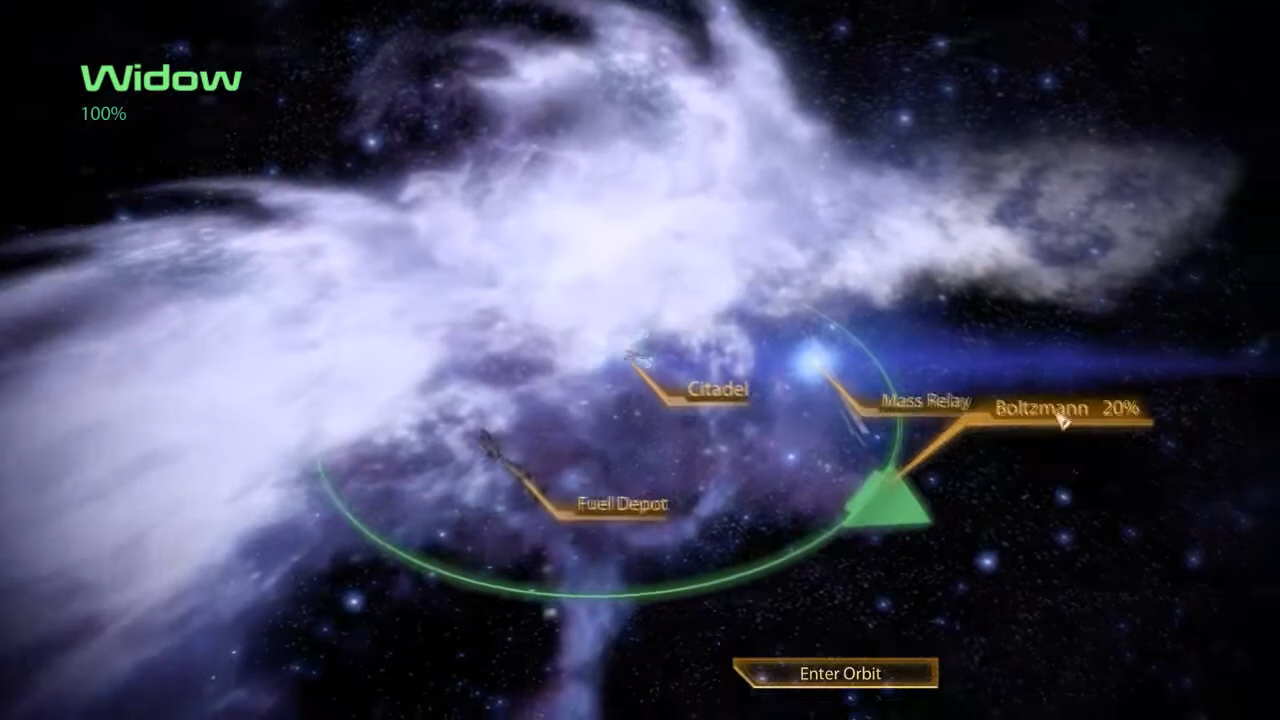 Widow
100%
Citadel
Mass Relay
Boltzmann 20%
Fuel Depot
Enter Orbit